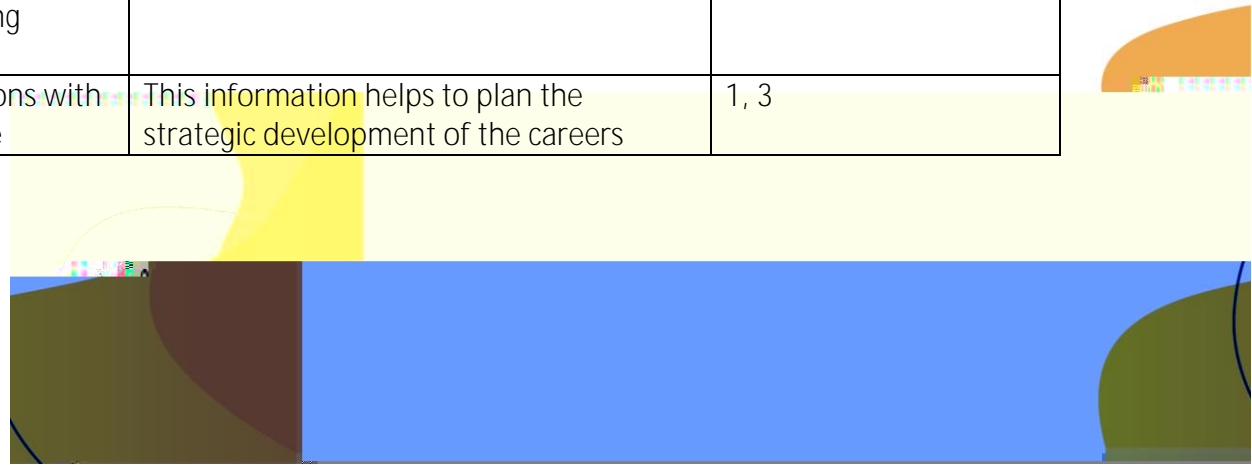 ng
ons with This information helps to plan the 1, 3
e strategic development of the careers